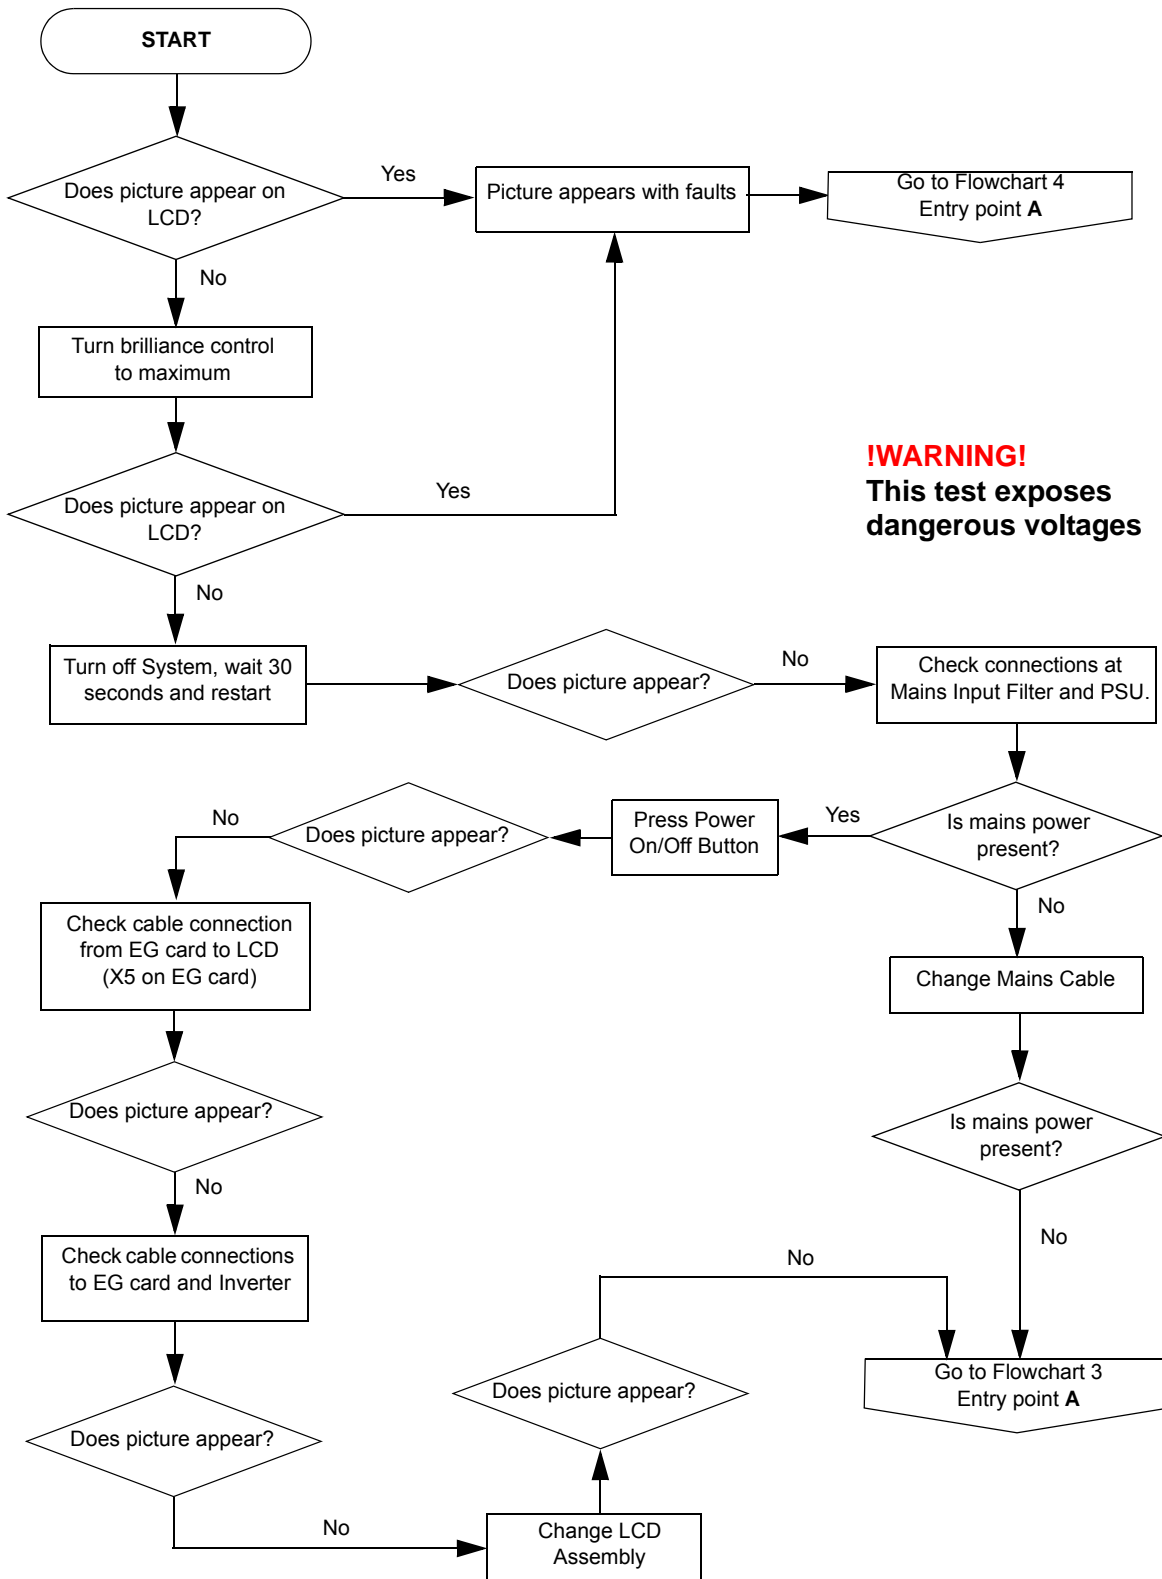 START
Does picture appear on
LCD?
Yes
Picture appears with faults
Go to Flowchart 4
Entry point A
No
Turn brilliance control
to maximum
!WARNING!
This test exposes
dangerous voltages
Does picture appear on
LCD?
Yes
No
Turn off System, wait 30
seconds and restart
Does picture appear?
No
Check connections at
Mains Input Filter and PSU.
Is mains power
present?
Yes
Press Power
On/Off Button
Does picture appear?
No
Check cable connection
from EG card to LCD
(X5 on EG card)
No
Change Mains Cable
Does picture appear?
Is mains power
present?
No
Check cable connections
to EG card and Inverter
No
No
Does picture appear?
Go to Flowchart 3
Entry point A
Does picture appear?
No
Change LCD
Assembly